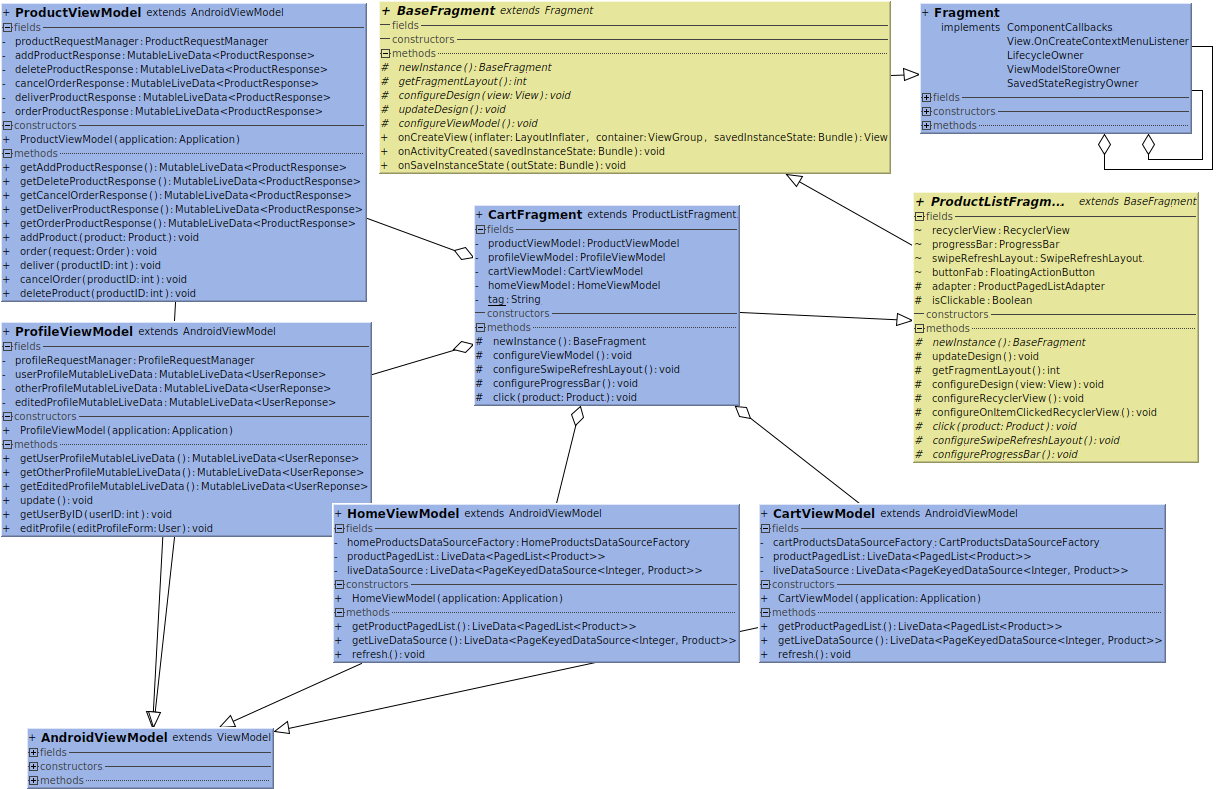 + ProductViewModel extends AndroidViewModel
fields
- productRequestManager : ProductRequestManager
- addProductResponse : MutableLiveData<ProductResponse>
- deleteProductResponse : MutableLiveData<ProductResponse>
- cancelOrderResponse : MutableLiveData<ProductResponse>
- deliverProductResponse : MutableLiveData<ProductResponse>
- orderProductResponse : MutableLiveData<ProductResponse>
constructors
+ ProductViewModel (application: Application)
methods
+ getAddProductResponse () : MutableLiveData<ProductResponse>
+ getDeleteProductResponse () : MutableLiveData<ProductResponse>
+ getCancelOrderResponse () : MutableLiveData<ProductResponse>
+ getDeliverProductResponse () : MutableLiveData<ProductResponse>
+ getOrderProductResponse () : MutableLiveData<ProductResponse>
+ addProduct (product: Product) : void
+ order (request: Order) : void
+ deliver (productID: int) : void
+ cancelOrder (productID: int) : void
+ deleteProduct (productID: int) : void
+ BaseFragment extends Fragment
fields
constructors
methods
# newInstance () : BaseFragment
# getFragmentLayout () : int
# configureDesign (view: View) : void
# updateDesign () : void
# configureViewModel () : void
+ onCreateView (inflater: LayoutInflater, container: ViewGroup, savedInstanceState: Bundle) : View
+ onActivityCreated (savedInstanceState: Bundle) : void
+ onSaveInstanceState (outState: Bundle) : void
+ Fragment
implements ComponentCallbacks
View.OnCreateContextMenuListener
LifecycleOwner
ViewModelStoreOwner
SavedStateRegistryOwner
fields
constructors
methods
+ CartFragment extends ProductListFragment
fields
- productViewModel : ProductViewModel
- profileViewModel : ProfileViewModel
- cartViewModel : CartViewModel
- homeViewModel : HomeViewModel
- tag : String
constructors
methods
# newInstance () : BaseFragment
# configureViewModel () : void
# configureSwipeRefreshLayout () : void
# configureProgressBar () : void
# click (product: Product) : void
+ ProductListFragm... extends BaseFragment
fields
~ recyclerView : RecyclerView
~ progressBar : ProgressBar
~ swipeRefreshLayout : SwipeRefreshLayout
~ buttonFab : FloatingActionButton
# adapter : ProductPagedListAdapter
# isClickable : Boolean
constructors
methods
# newInstance () : BaseFragment
# updateDesign () : void
# getFragmentLayout () : int
# configureDesign (view: View) : void
# configureRecyclerView () : void
# configureOnItemClickedRecyclerView () : void
# click (product: Product) : void
# configureSwipeRefreshLayout () : void
# configureProgressBar () : void
+ ProfileViewModel extends AndroidViewModel
fields
- profileRequestManager : ProfileRequestManager
- userProfileMutableLiveData : MutableLiveData<UserReponse>
- otherProfileMutableLiveData : MutableLiveData<UserReponse>
- editedProfileMutableLiveData : MutableLiveData<UserReponse>
constructors
+ ProfileViewModel (application: Application)
methods
+ getUserProfileMutableLiveData () : MutableLiveData<UserReponse>
+ getOtherProfileMutableLiveData () : MutableLiveData<UserReponse>
+ getEditedProfileMutableLiveData () : MutableLiveData<UserReponse>
+ update () : void
+ getUserByID (userID: int) : void
+ editProfile (editProfileForm: User) : void
+ HomeViewModel extends AndroidViewModel
fields
- homeProductsDataSourceFactory : HomeProductsDataSourceFactory
- productPagedList : LiveData<PagedList<Product>>
- liveDataSource : LiveData<PageKeyedDataSource<Integer, Product>>
constructors
+ HomeViewModel (application: Application)
methods
+ getProductPagedList () : LiveData<PagedList<Product>>
+ getLiveDataSource () : LiveData<PageKeyedDataSource<Integer, Product>>
+ refresh () : void
+ CartViewModel extends AndroidViewModel
fields
- cartProductsDataSourceFactory : CartProductsDataSourceFactory
- productPagedList : LiveData<PagedList<Product>>
- liveDataSource : LiveData<PageKeyedDataSource<Integer, Product>>
constructors
+ CartViewModel (application: Application)
methods
+ getProductPagedList () : LiveData<PagedList<Product>>
+ getLiveDataSource () : LiveData<PageKeyedDataSource<Integer, Product>>
+ refresh () : void
+ AndroidViewModel extends ViewModel
fields
constructors
methods